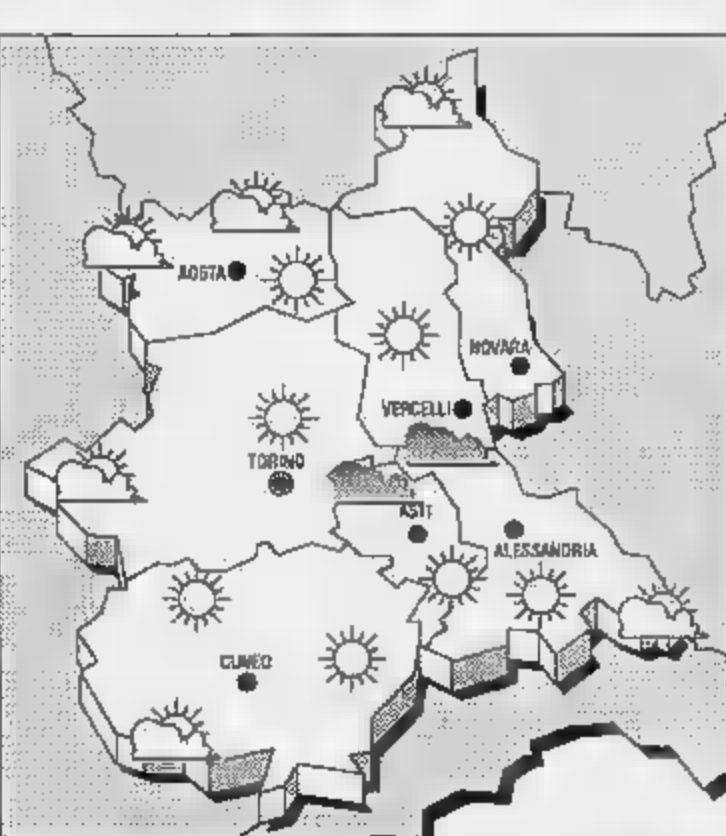 AOSTA
NOVARA
VERCELLI
TORINO
ASTI
ALESSANDRIA
CUNEO